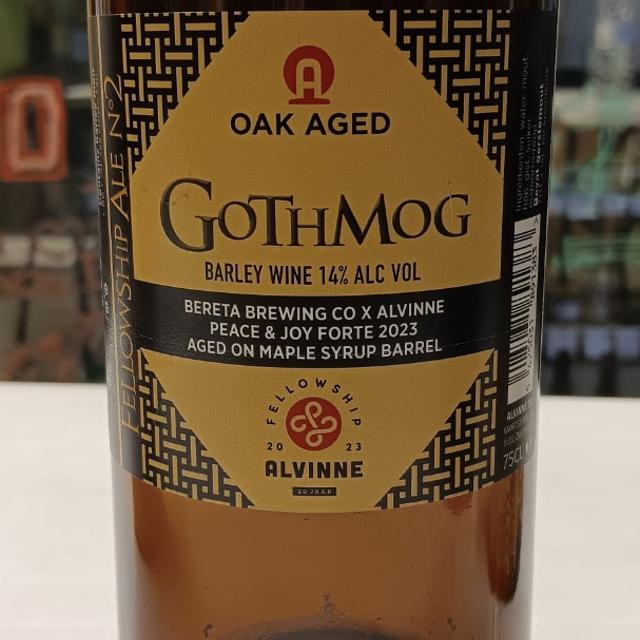 FELLOWSHIP ALE Nº2
A
OAK AGED
GOTHMOG
BARLEY WINE 14% ALC VOL
BERETA BREWING CO X ALVINNE
PEACE & JOY FORTE 2023
AGED ON MAPLE SYRUP BARREL
FELLOWSHIP
20 23
ALVINNE
20 JAAR
75CL